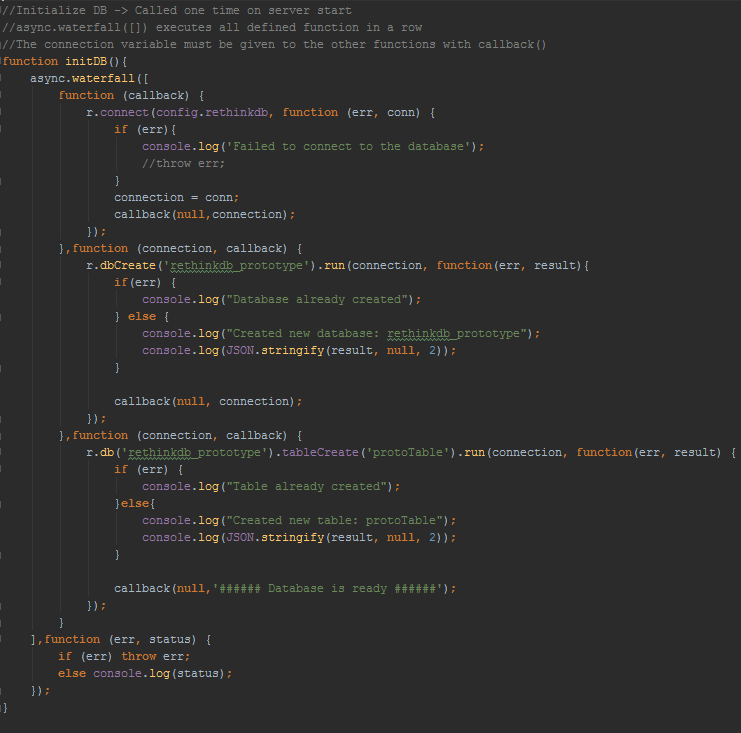 //Initialize DB -> Called one time on server start
//async.waterfall([]) executes all defined function in a row
//The connection variable must be given to the other functions with callback()
function initDB(){
    async.waterfall([
        function (callback) {
            r.connect(config.rethinkdb, function (err, conn) {
                if (err){
                    console.log('Failed to connect to the database');
                    //throw err;
                }
                connection = conn;
                callback(null,connection);
            });
        },function (connection, callback) {
            r.dbCreate('rethinkdb_prototype').run(connection, function(err, result){
                if(err) {
                    console.log("Database already created");
                } else {
                    console.log("Created new database: rethinkdb_prototype");
                    console.log(JSON.stringify(result, null, 2));
                }

                callback(null, connection);
            });
        },function (connection, callback) {
            r.db('rethinkdb_prototype').tableCreate('protoTable').run(connection, function(err, result) {
                if (err) {
                    console.log("Table already created");
                }else{
                    console.log("Created new table: protoTable");
                    console.log(JSON.stringify(result, null, 2));
                }

                callback(null,'###### Database is ready ######');
            });
        }
    ],function (err, status) {
        if (err) throw err;
        else console.log(status);
    });
}